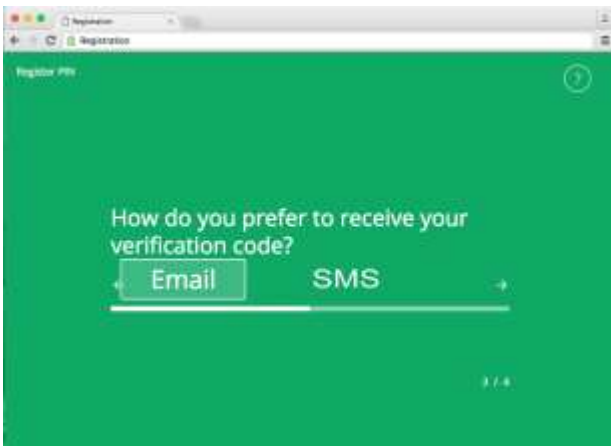 Registration
Registration
Register PIN
?
How do you prefer to receive your
verification code?
Email SMS